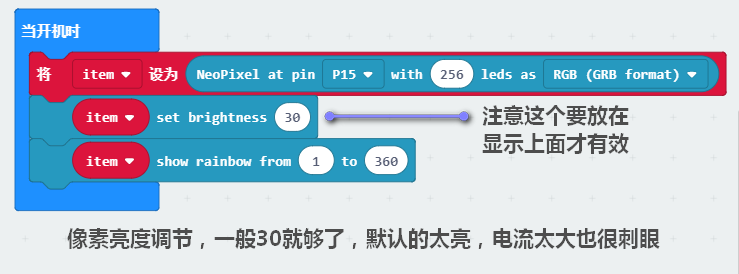 当开机时
将 item 设为 NeoPixel at pin P15 with 256 leds as RGB (GRB format)
item set brightness 30
注意这个要放在
显示上面才有效
item show rainbow from 1 to 360
像素亮度调节，一般30就够了，默认的太亮，电流太大也很刺眼